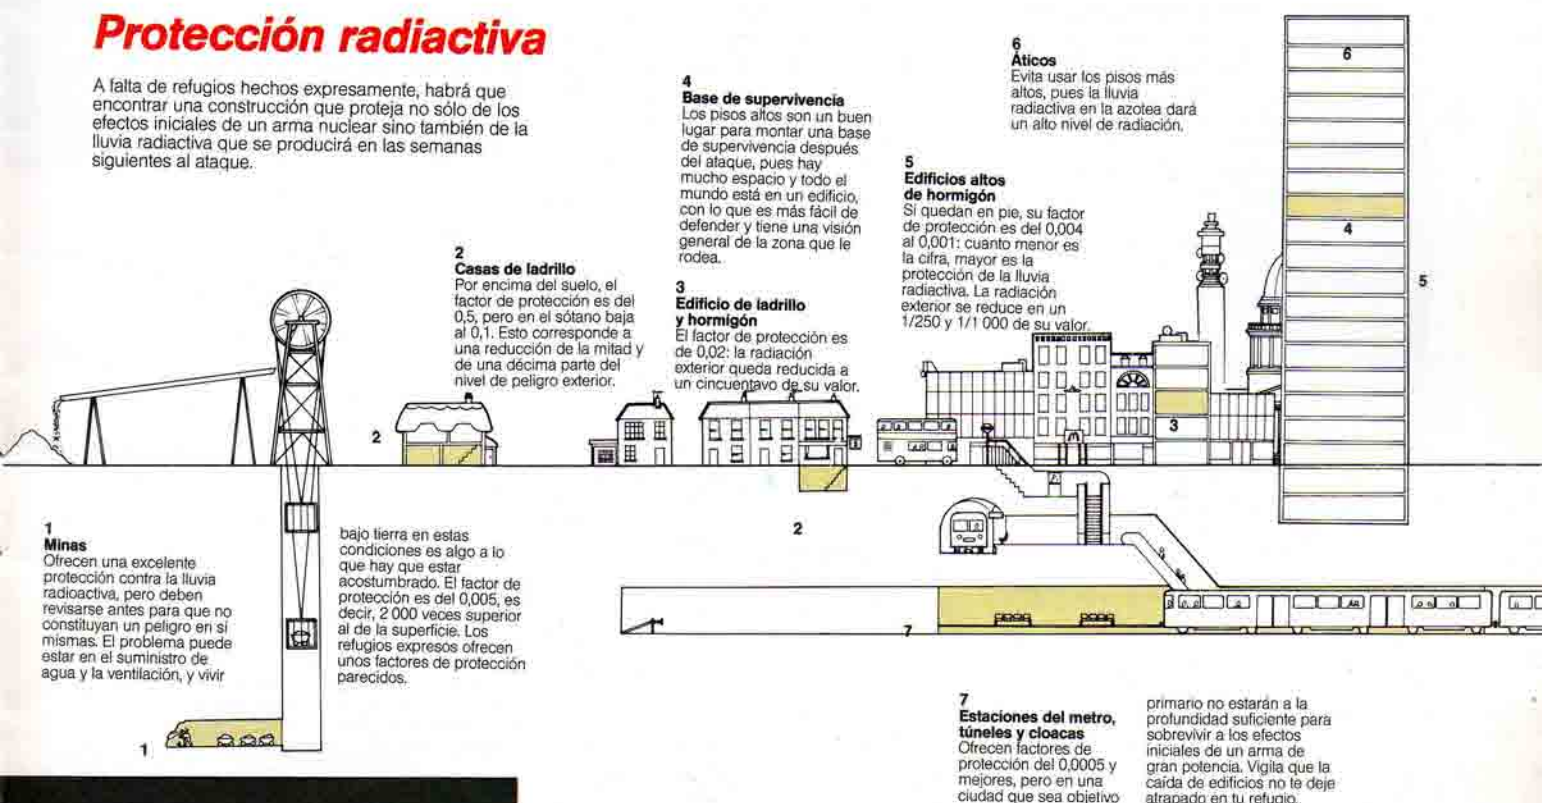 Protección radiactiva
A falta de refugios hechos expresamente, habrá que
encontrar una construcción que proteja no sólo de los
efectos iniciales de un arma nuclear sino también de la
lluvia radiactiva que se producirá en las semanas
siguientes al ataque.
1
Minas
Ofrecen una excelente
protección contra la lluvia
radioactiva, pero deben
revisarse antes para que no
constituyan un peligro en sí
mismas. El problema puede
estar en el suministro de
agua y la ventilación, y vivir
bajo tierra en estas
condiciones es algo a lo
que hay que estar
acostumbrado. El factor de
protección es del 0,005, es
decir, 2 000 veces superior
al de la superficie. Los
refugios expresos ofrecen
unos factores de protección
parecidos.
2
Casas de ladrillo
Por encima del suelo, el
factor de protección es del
0,5, pero en el sótano baja
al 0,1. Esto corresponde a
una reducción de la mitad y
de una décima parte del
nivel de peligro exterior.
3
Edificio de ladrillo
y hormigón
El factor de protección es
de 0,02: la radiación
exterior queda reducida a
un cincuentavo de su valor.
4
Base de supervivencia
Los pisos altos son un buen
lugar para montar una base
de supervivencia después
del ataque, pues hay
mucho espacio y todo el
mundo está en un edificio,
con lo que es más fácil de
defender y tiene una visión
general de la zona que le
rodea.
5
Edificios altos
de hormigón
Si quedan en pie, su factor
de protección es del 0,004
al 0,001: cuanto menor es
la cifra, mayor es la
protección de la lluvia
radiactiva. La radiación
exterior se reduce en un
1/250 y 1/1 000 de su valor.
6
Áticos
Evita usar los pisos más
altos, pues la lluvia
radiactiva en la azotea dará
un alto nivel de radiación.
7
Estaciones del metro,
túneles y cloacas
Ofrecen factores de
protección del 0,0005 y
mejores, pero en una
ciudad que sea objetivo
primario no estarán a la
profundidad suficiente para
sobrevivir a los efectos
iniciales de un arma de
gran potencia. Vigila que la
caída de edificios no te deje
atrapado en tu refugio.
6
4
5
3
2
2
7
1